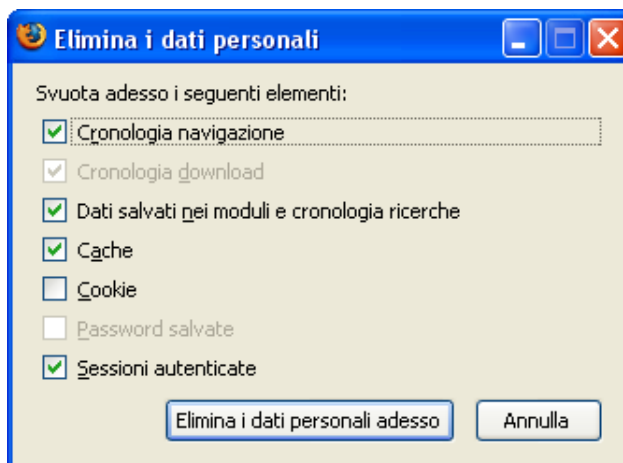 Elimina i dati personali
Svuota adesso i seguenti elementi:
Cronologia navigazione
Cronologia download
Dati salvati nei moduli e cronologia ricerche
Cache
Cookie
Password salvate
Sessioni autenticate
Elimina i dati personali adesso Annulla